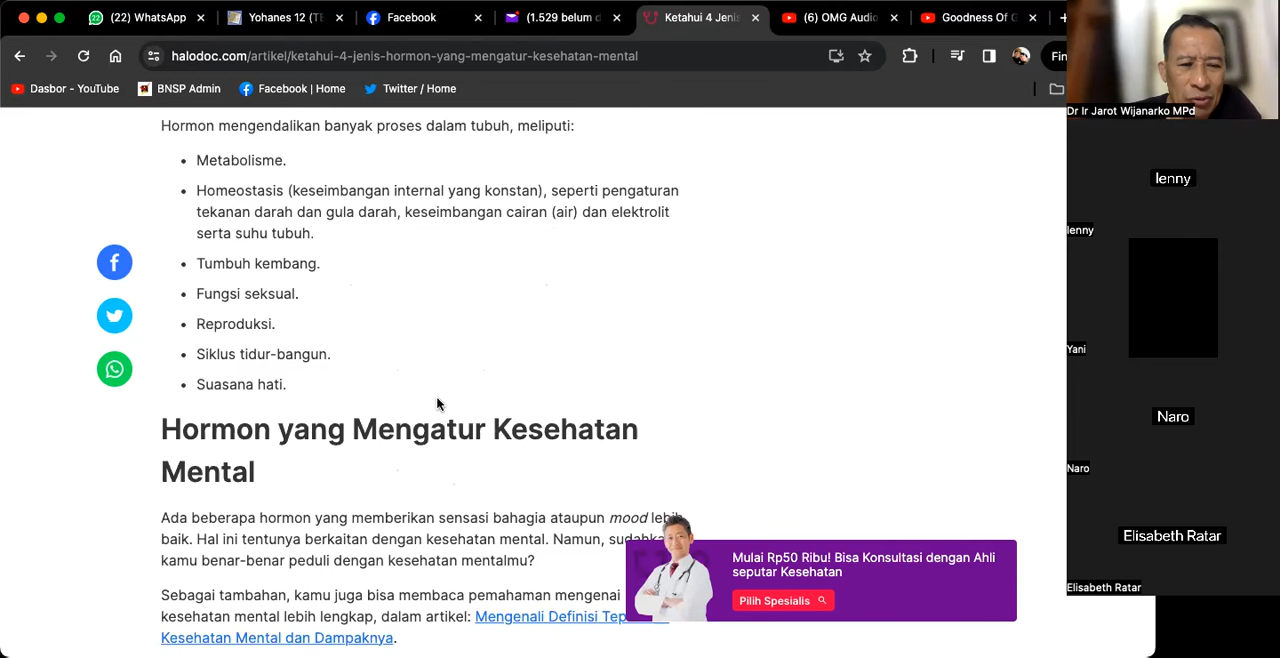 (22) WhatsApp
Yohanes 12 (TE
Facebook
(1.529 belum d
Ketahui 4 Jeni
(6) OMG Audio
Goodness Of G
halodoc.com/artikel/ketahui-4-jenis-hormon-yang-mengatur-kesehatan-mental
Fin
Dasbor - YouTube
BNSP Admin
Facebook | Home
Twitter / Home
Hormon mengendalikan banyak proses dalam tubuh, meliputi:
• Metabolisme.
• Homeostasis (keseimbangan internal yang konstan), seperti pengaturan
tekanan darah dan gula darah, keseimbangan cairan (air) dan elektrolit
serta suhu tubuh.
• Tumbuh kembang.
• Fungsi seksual.
• Reproduksi.
• Siklus tidur-bangun.
• Suasana hati.
Hormon yang Mengatur Kesehatan
Mental
Ada beberapa hormon yang memberikan sensasi bahagia ataupun mood lebih
baik. Hal ini tentunya berkaitan dengan kesehatan mental. Namun, sudahka
kamu benar-benar peduli dengan kesehatan mentalmu?
Sebagai tambahan, kamu juga bisa membaca pemahaman mengenai
kesehatan mental lebih lengkap, dalam artikel: Mengenali Definisi Tep
Kesehatan Mental dan Dampaknya.
Mulai Rp50 Ribu! Bisa Konsultasi dengan Ahli
seputar Kesehatan
Pilih Spesialis
Dr Ir Jarot Wijanarko MPd
lenny
lenny
Yani
Naro
Naro
Elisabeth Ratar
Elisabeth Ratar